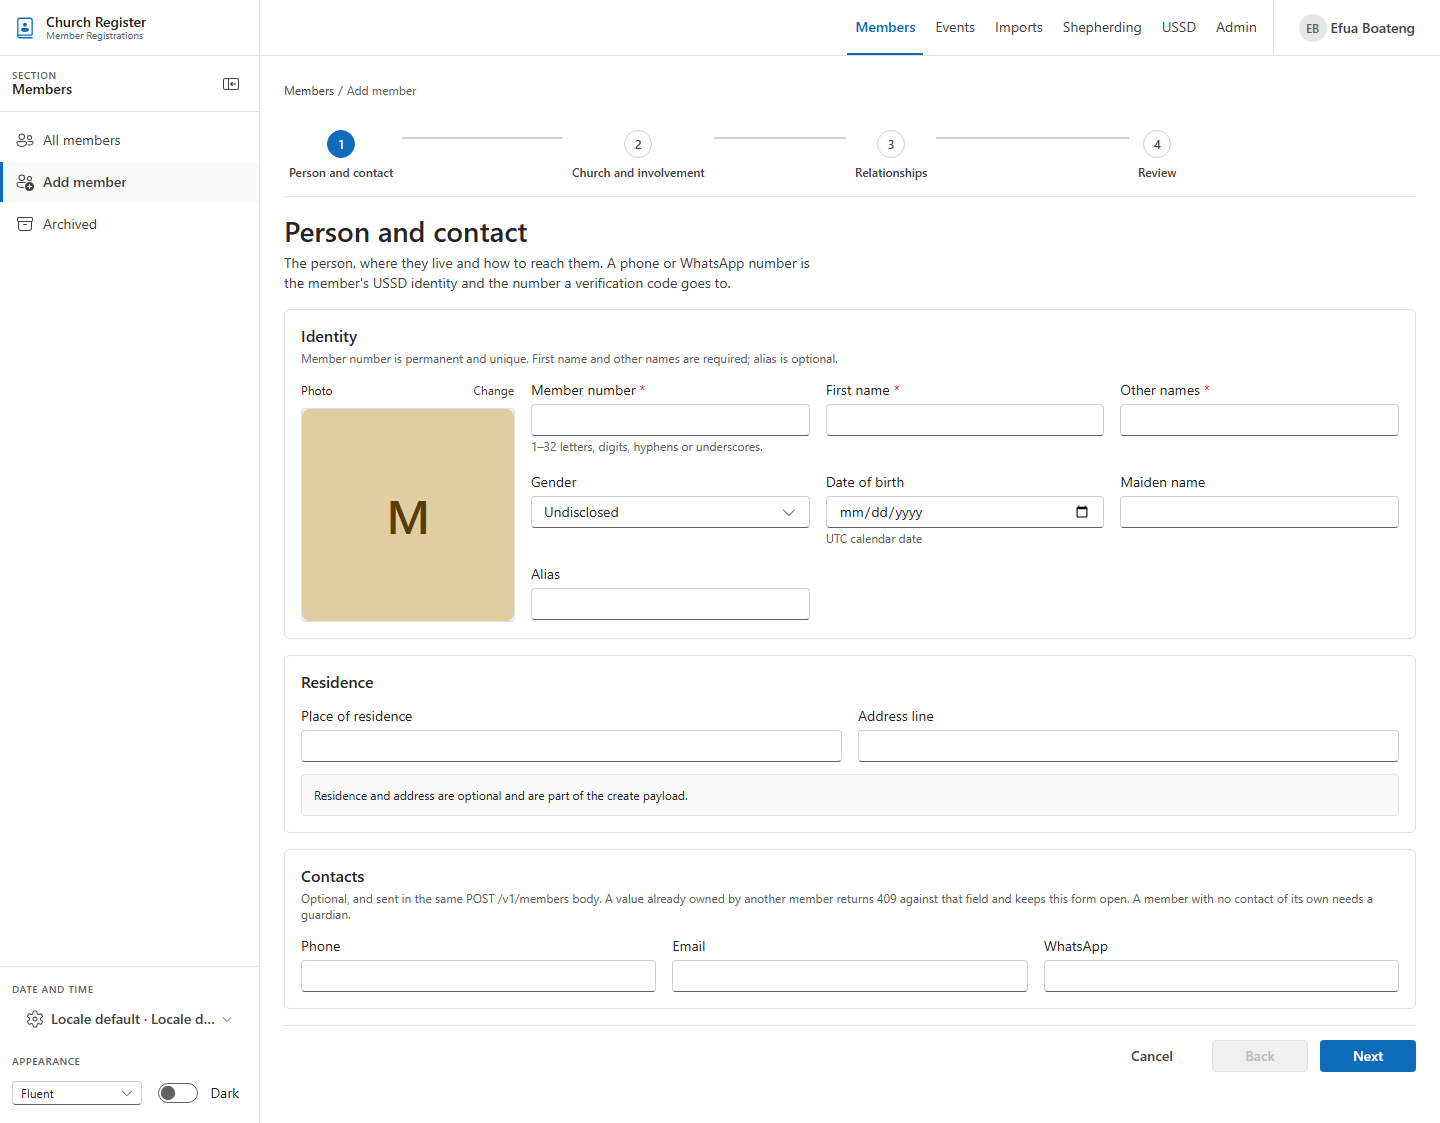 Church Register
Member Registrations
Members
Events
Imports
Shepherding
USSD
Admin
EB
Efua Boateng
SECTION
Members
All members
Add member
Archived
Members / Add member
1
2
3
4
Person and contact
Church and involvement
Relationships
Review
Person and contact
The person, where they live and how to reach them. A phone or WhatsApp number is
the member's USSD identity and the number a verification code goes to.
Identity
Member number is permanent and unique. First name and other names are required; alias is optional.
Photo
Change
M
Member number *
1–32 letters, digits, hyphens or underscores.
First name *
Other names *
Gender
Undisclosed
Date of birth
mm/dd/yyyy
UTC calendar date
Maiden name
Alias
Residence
Place of residence
Address line
Residence and address are optional and are part of the create payload.
Contacts
Optional, and sent in the same POST /v1/members body. A value already owned by another member returns 409 against that field and keeps this form open. A member with no contact of its own needs a
guardian.
Phone
Email
WhatsApp
Cancel
Back
Next
DATE AND TIME
Locale default · Locale d...
APPEARANCE
Fluent
Dark